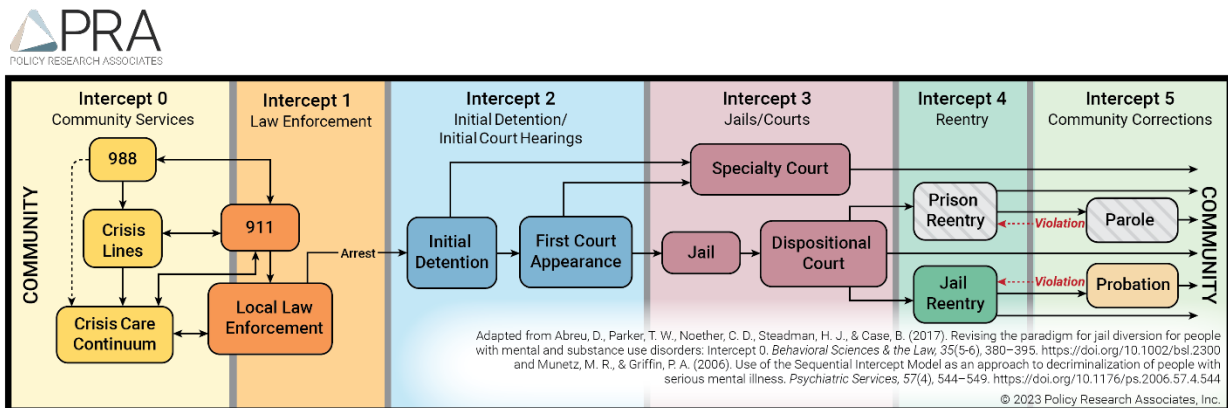 PRA
POLICY RESEARCH ASSOCIATES
Intercept 0
Community Services
Intercept 1
Law Enforcement
Intercept 2
Initial Detention/
Initial Court Hearings
Intercept 3
Jails/Courts
Intercept 4
Reentry
Intercept 5
Community Corrections
COMMUNITY
988
Crisis
Lines
Crisis Care
Continuum
911
Local Law
Enforcement
Arrest
Initial
Detention
First Court
Appearance
Specialty Court
Jail
Dispositional
Court
Prison
Reentry
Violation
Parole
Jail
Reentry
Violation
Probation
COMMUNITY
Adapted from Abreu, D., Parker, T. W., Noether, C. D., Steadman, H. J., & Case, B. (2017). Revising the paradigm for jail diversion for people
with mental and substance use disorders: Intercept 0. Behavioral Sciences & the Law, 35(5-6), 380–395. https://doi.org/10.1002/bsl.2300
and Munetz, M. R., & Griffin, P. A. (2006). Use of the Sequential Intercept Model as an approach to decriminalization of people with
serious mental illness. Psychiatric Services, 57(4), 544–549. https://doi.org/10.1176/ps.2006.57.4.544
© 2023 Policy Research Associates, Inc.